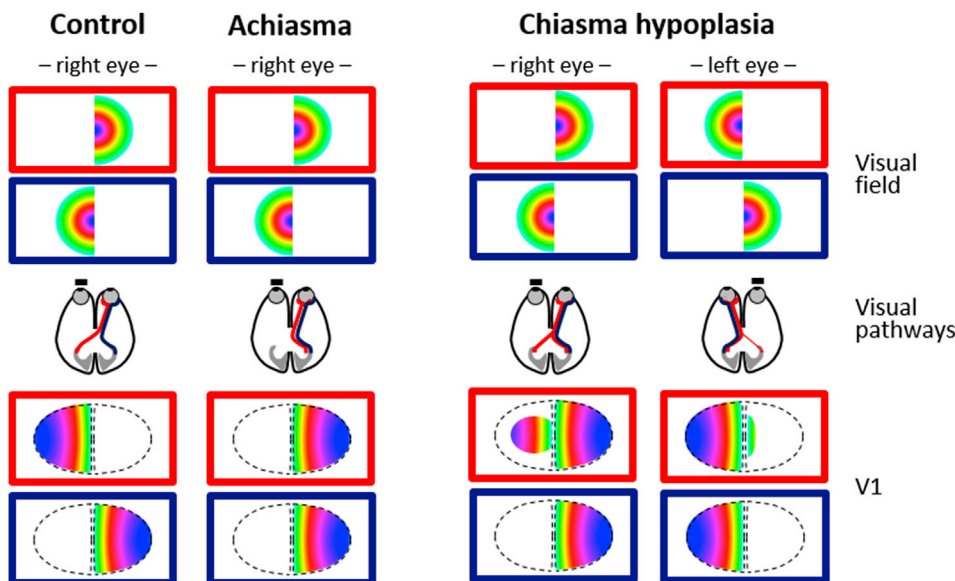 Control
Achiasma
Chiasma hypoplasia
– right eye –
– right eye –
– right eye –
– left eye –
Visual
field
Visual
pathways
V1